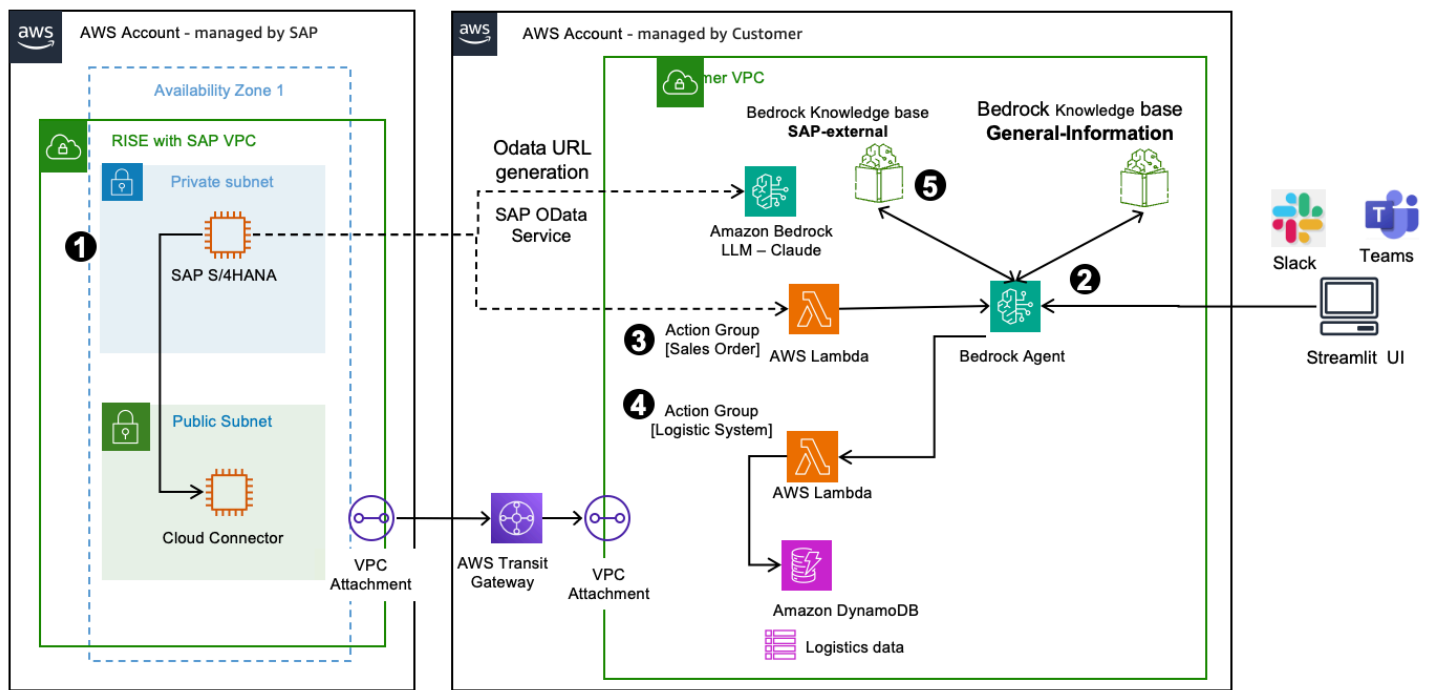 aws
AWS Account - managed by SAP
Availability Zone 1
RISE with SAP VPC
Private subnet
1
SAP S/4HANA
Public Subnet
Cloud Connector
VPC
Attachment
AWS Transit
Gateway
aws
AWS Account - managed by Customer
mer VPC
VPC
Attachment
Odata URL
generation
SAP OData
Service
Bedrock Knowledge base
SAP-external
Bedrock Knowledge base
General-Information
5
Amazon Bedrock
LLM – Claude
2
3
Action Group
[Sales Order]
AWS Lambda
Bedrock Agent
4
Action Group
[Logistic System]
AWS Lambda
Amazon DynamoDB
Logistics data
Slack
T
Teams
Streamlit UI